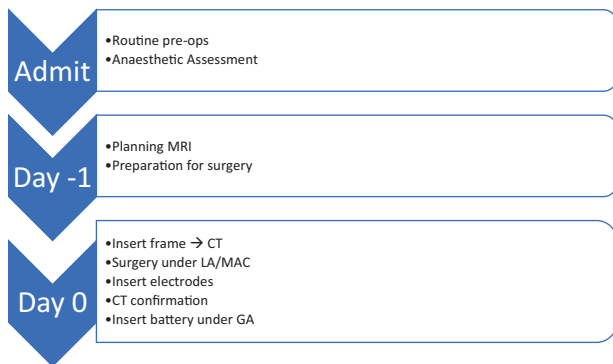 Admit
•Routine pre-ops
•Anaesthetic Assessment
Day -1
•Planning MRI
•Preparation for surgery
Day 0
•Insert frame → CT
•Surgery under LA/MAC
•Insert electrodes
•CT confirmation
•Insert battery under GA